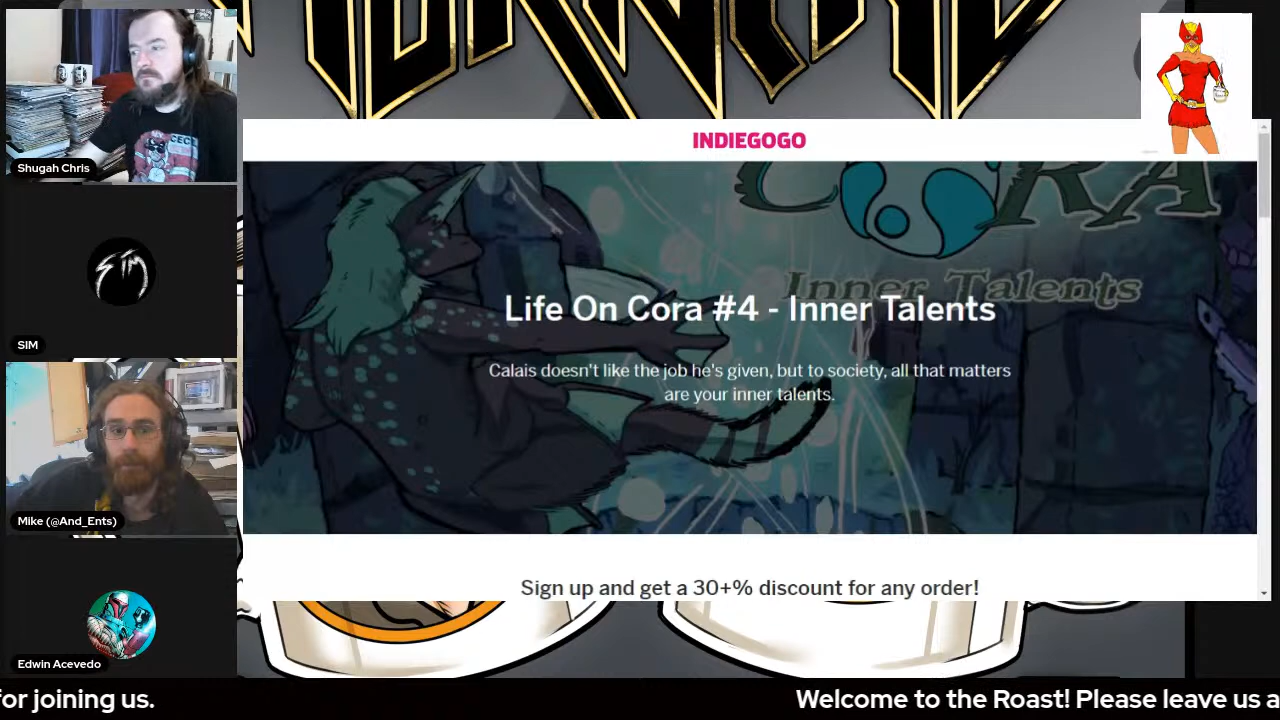 Shugah Chris
SIM
SIM
Mike (@And_Ents)
Edwin Acevedo
INDIEGOGO
CORA
Inner Talents
Life On Cora #4 - Inner Talents
Calais doesn't like the job he's given, but to society, all that matters
are your inner talents.
Sign up and get a 30+% discount for any order!
for joining us.
Welcome to the Roast! Please leave us a